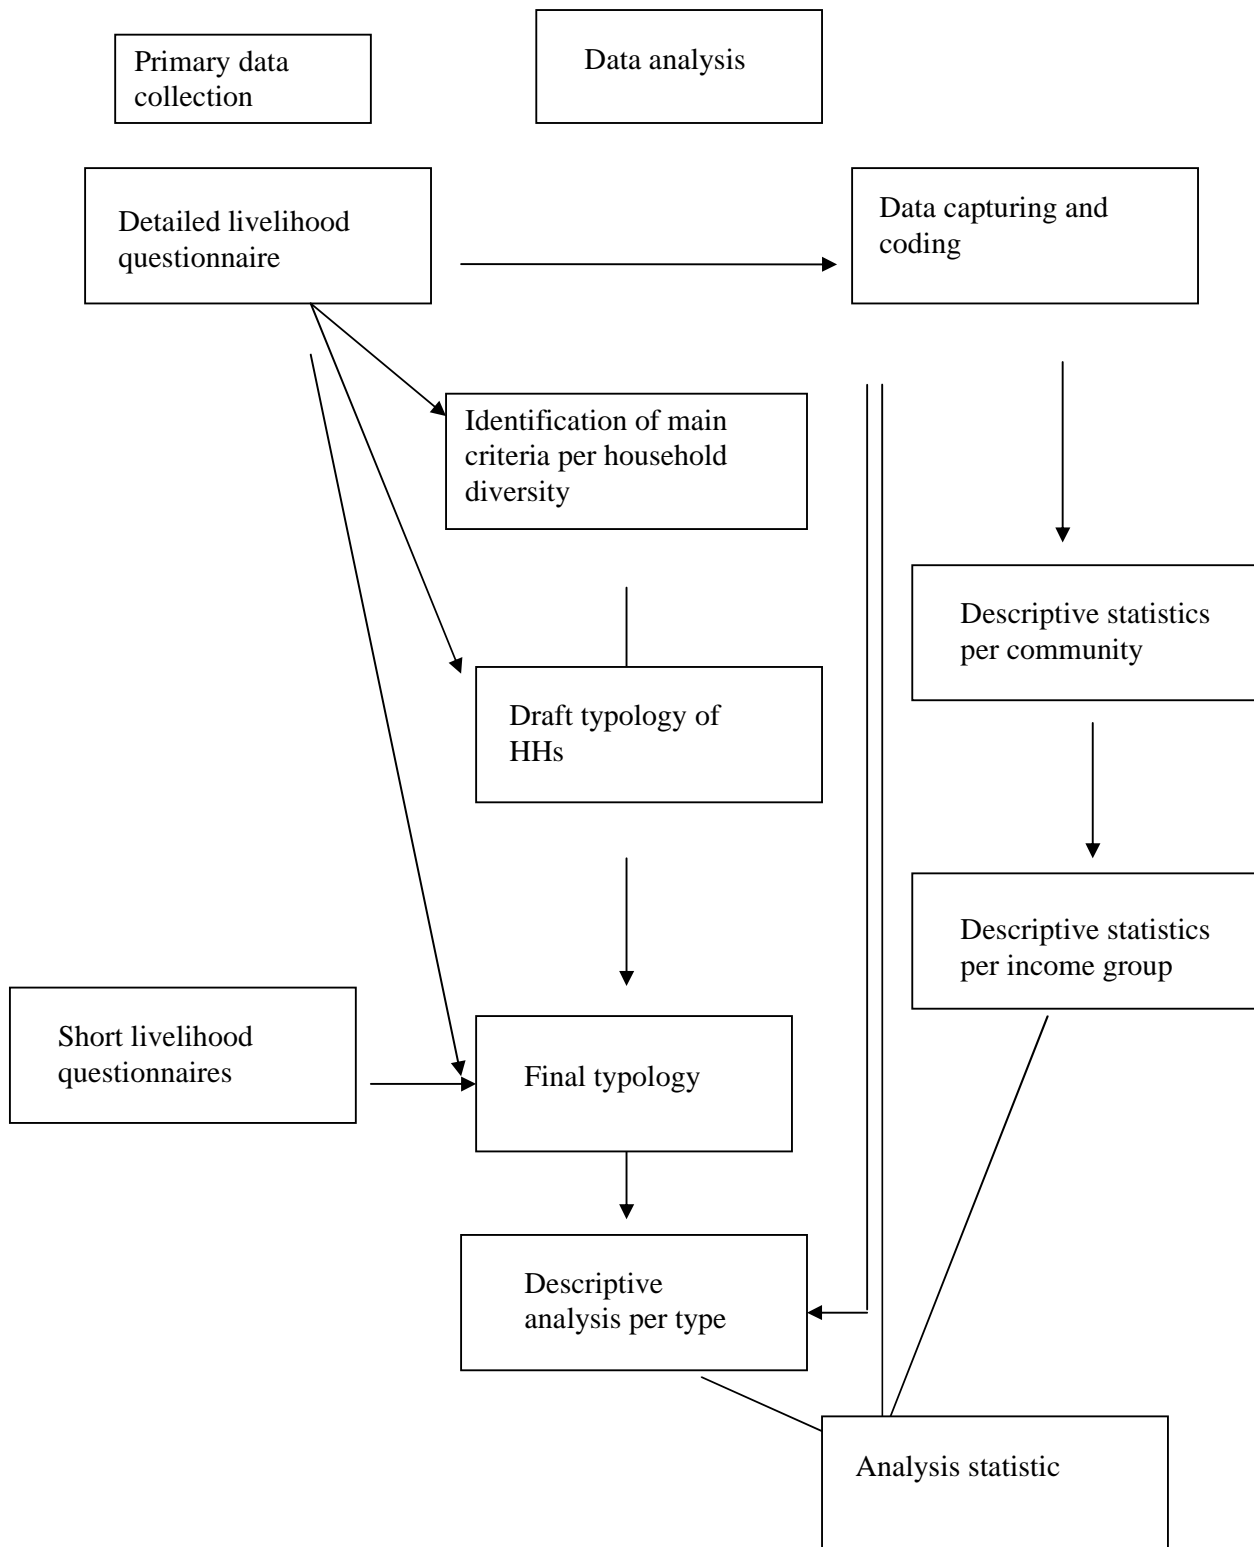 Primary data
collection
Data analysis
Detailed livelihood
questionnaire
Data capturing and
coding
Identification of main
criteria per household
diversity
Descriptive statistics
per community
Draft typology of
HHs
Descriptive statistics
per income group
Short livelihood
questionnaires
Final typology
Descriptive
analysis per type
Analysis statistic